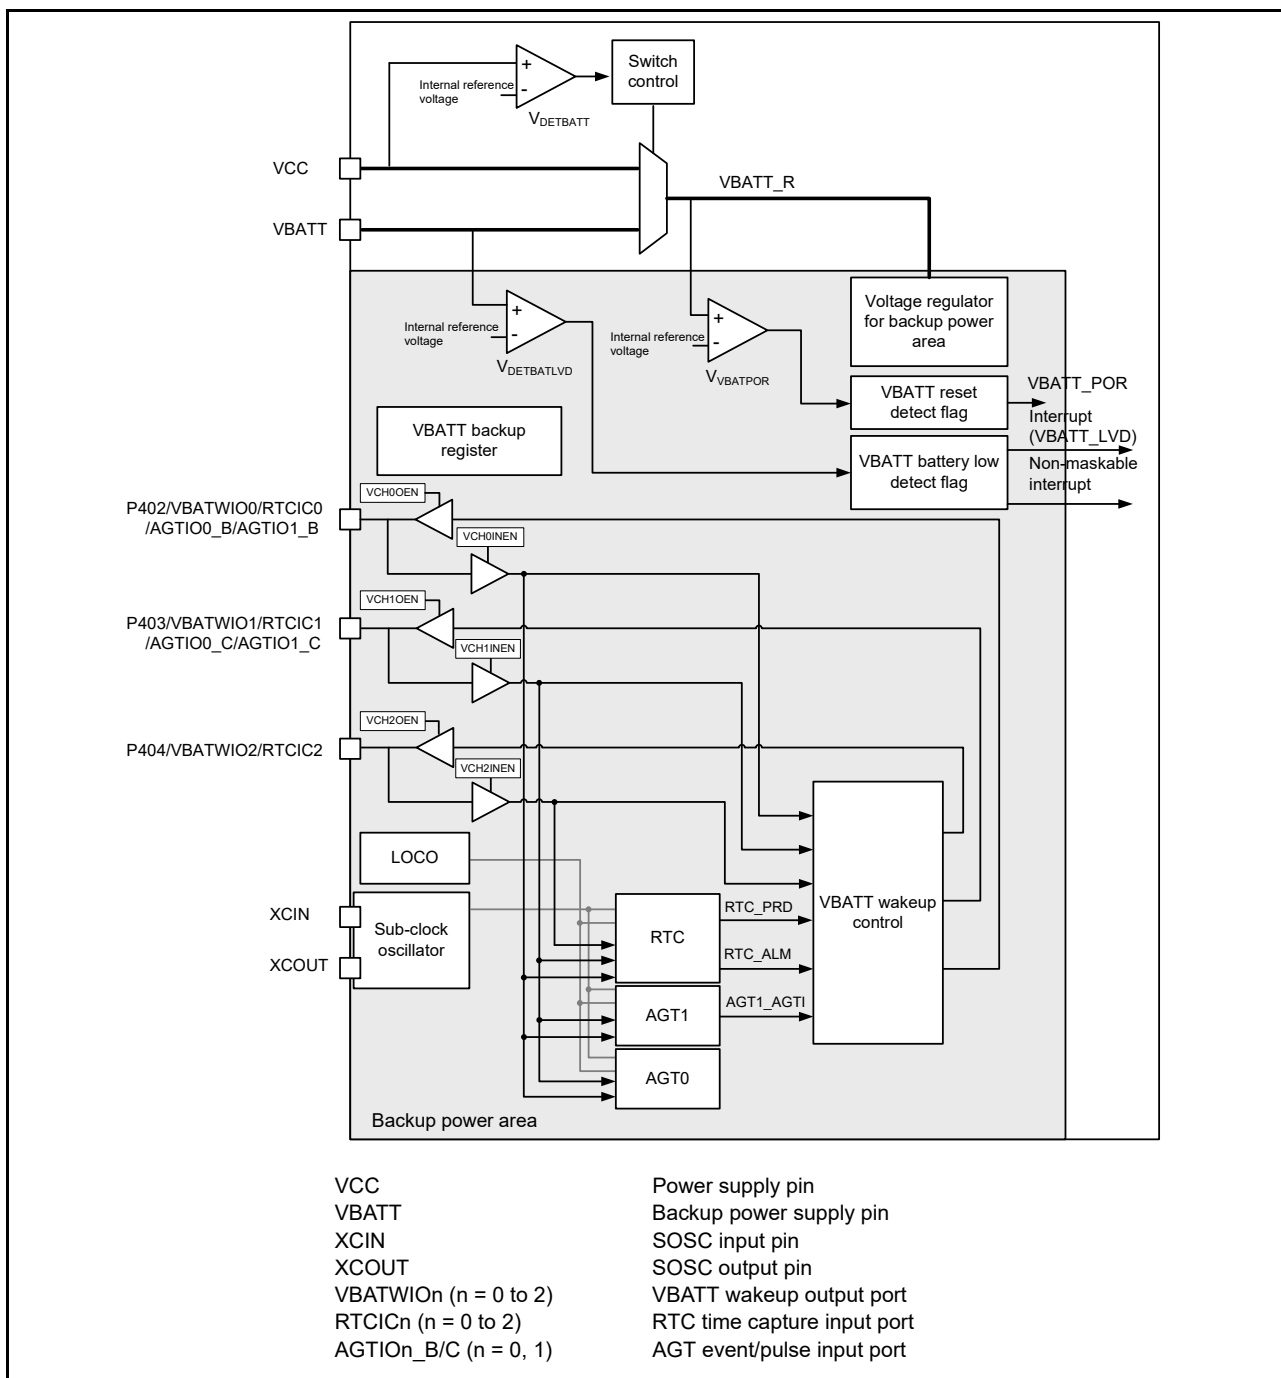 Switch
control
+
Internal reference
voltage
-
VDETBATT
VCC
VBATT_R
VBATT
Voltage regulator
for backup power
area
+
Internal reference
voltage
-
VDETBATLVD
+
Internal reference
voltage
-
VVBATPOR
VBATT reset
detect flag
VBATT_POR
Interrupt
(VBATT_LVD)
VBATT battery low
detect flag
Non-maskable
interrupt
VBATT backup
register
P402/VBATWIO0/RTCIC0
/AGTIO0_B/AGTIO1_B
VCH0OEN
VCH0INEN
P403/VBATWIO1/RTCIC1
/AGTIO0_C/AGTIO1_C
VCH1OEN
VCH1INEN
P404/VBATWIO2/RTCIC2
VCH2OEN
VCH2INEN
LOCO
XCIN
XCOUT
Sub-clock
oscillator
RTC
RTC_PRD
RTC_ALM
AGT1
AGT1_AGTI
AGT0
VBATT wakeup
control
Backup power area
VCC Power supply pin
VBATT Backup power supply pin
XCIN SOSC input pin
XCOUT SOSC output pin
VBATWIOn (n = 0 to 2) VBATT wakeup output port
RTCICn (n = 0 to 2) RTC time capture input port
AGTIOn_B/C (n = 0, 1) AGT event/pulse input port